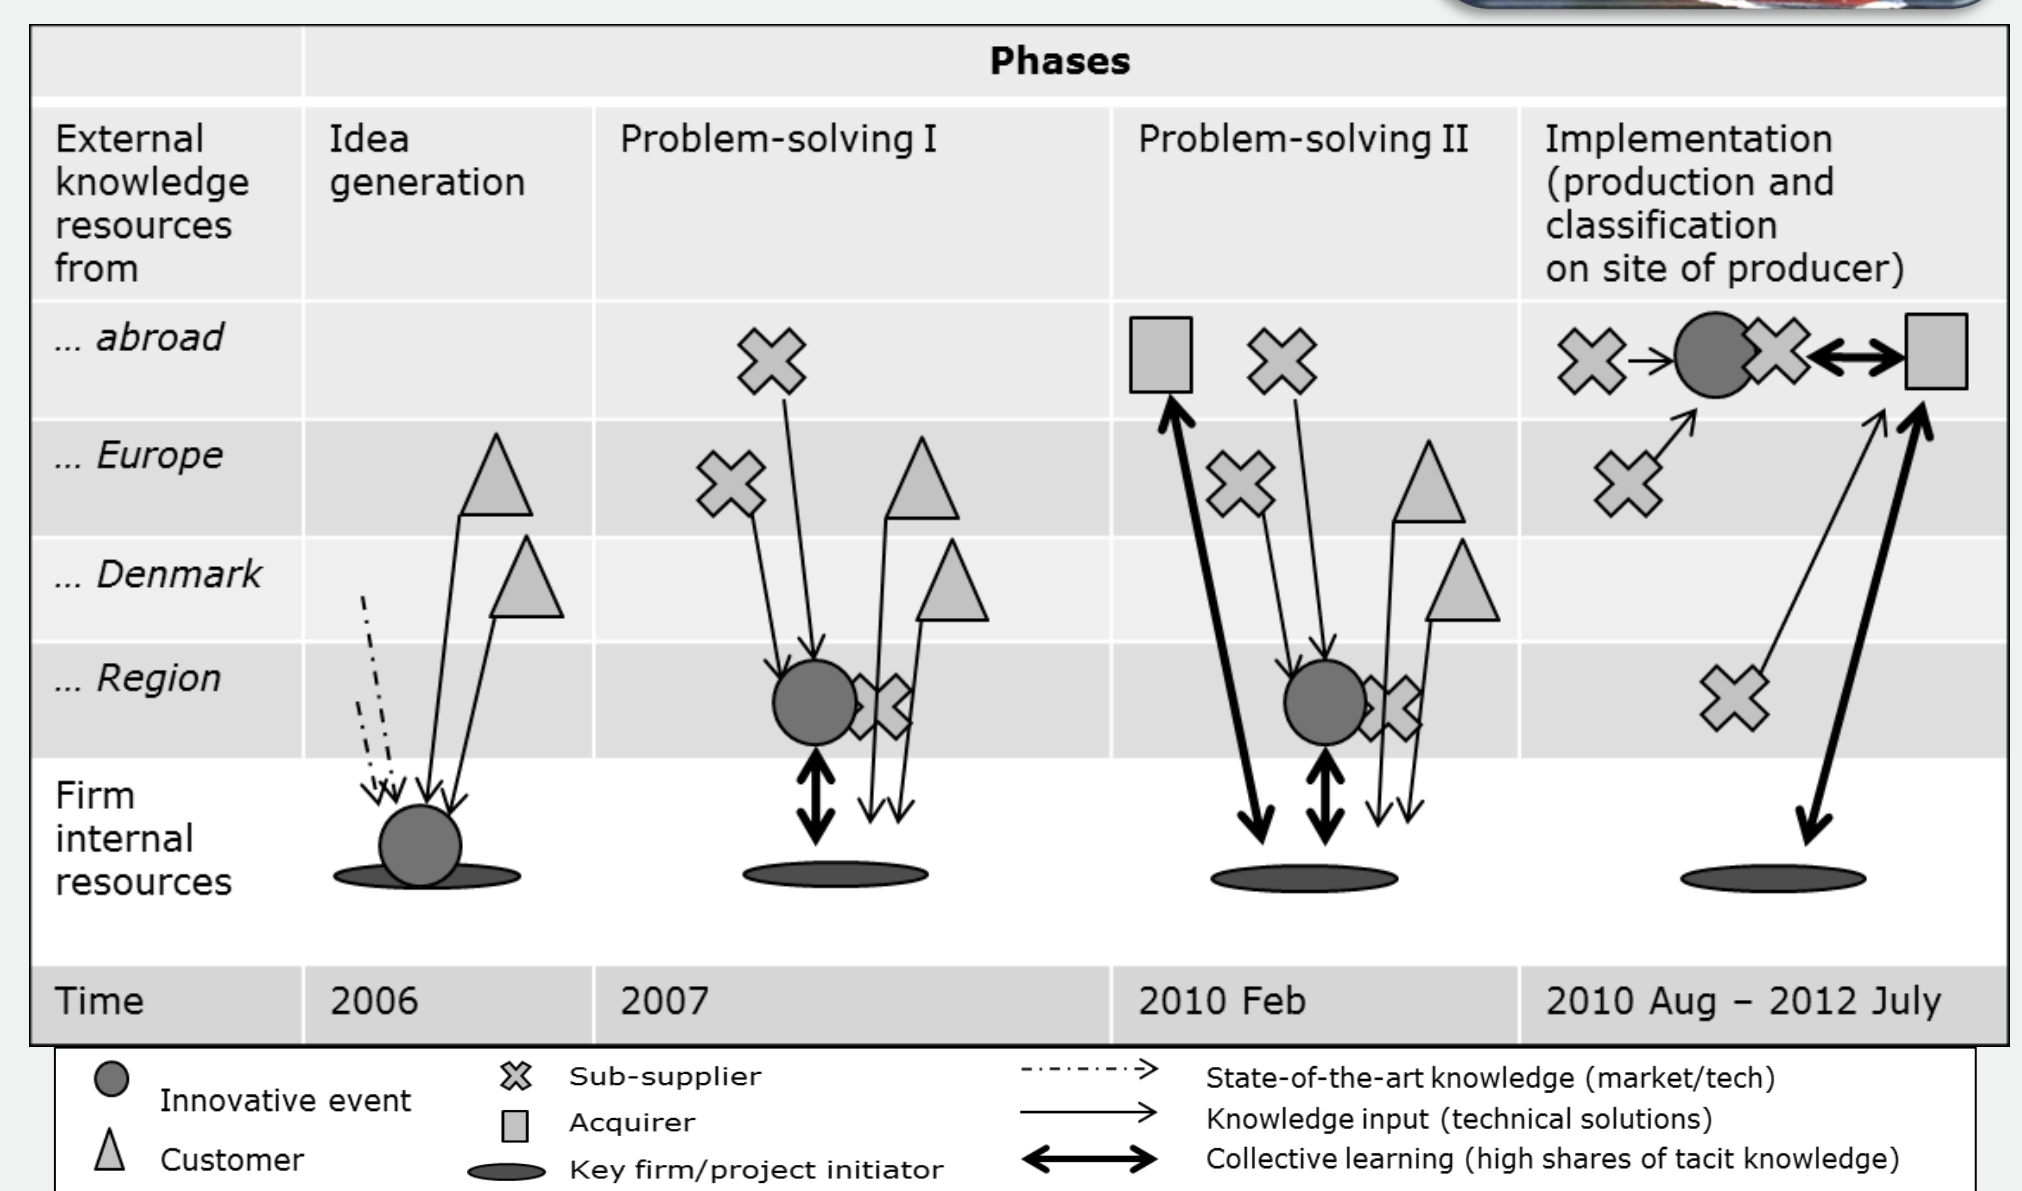 Phases
External
knowledge
resources
from
Idea
generation
Problem-solving I
Problem-solving II
Implementation
(production and
classification
on site of producer)
... abroad
... Europe
... Denmark
... Region
Firm
internal
resources
Time
2006
2007
2010 Feb
2010 Aug – 2012 July
Innovative event
Customer
Sub-supplier
Acquirer
Key firm/project initiator
State-of-the-art knowledge (market/tech)
Knowledge input (technical solutions)
Collective learning (high shares of tacit knowledge)